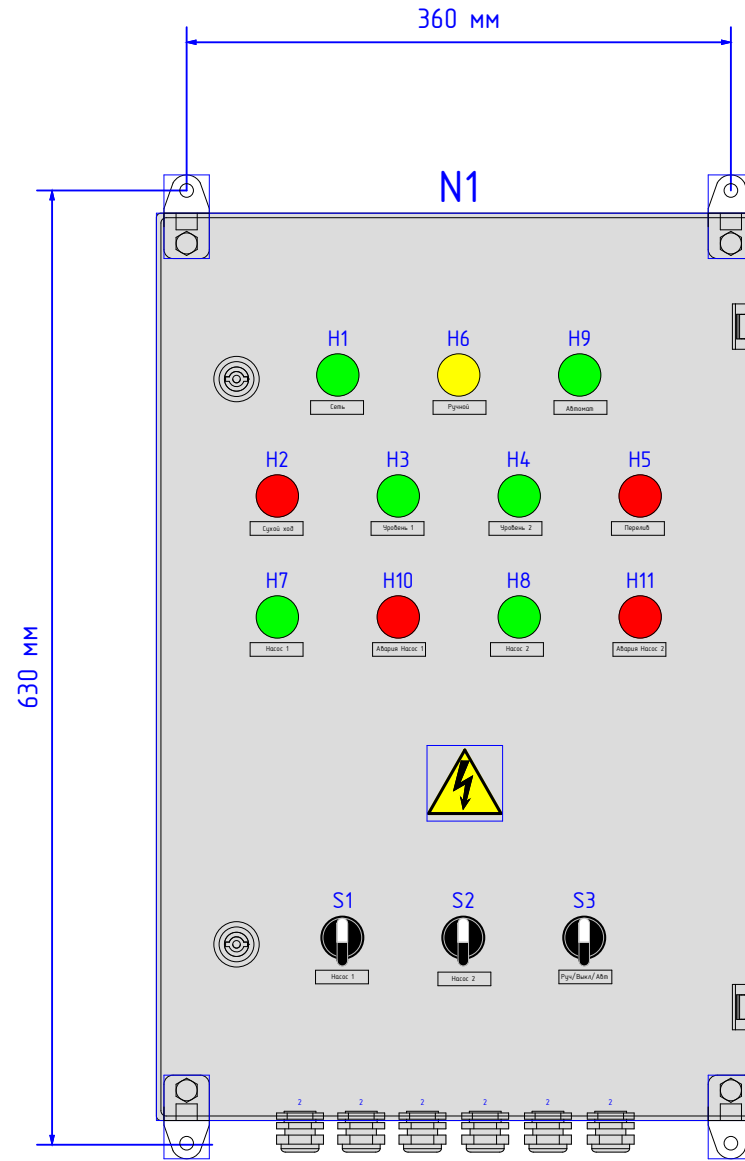 360 мм
N1
630 мм
H1 H6 H9
Сеть Ручной Автомат
H2 H3 H4 H5
Сухой ход Уровень 1 Уровень 2 Перелив
H7 H10 H8 H11
Насос 1 Авария Насос 1 Насос 2 Авария Насос 2
S1 S2 S3
Насос 1 Насос 2 Руч/Выкл/Авт
2 2 2 2 2 2